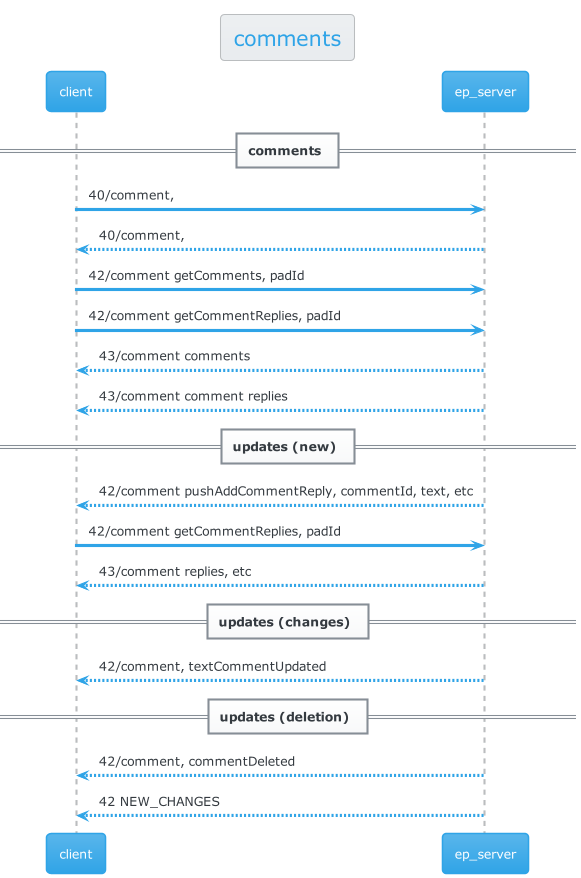 comments
client
ep_server
comments
40/comment,
40/comment,
42/comment getComments, padId
42/comment getCommentReplies, padId
43/comment comments
43/comment comment replies
updates (new)
42/comment pushAddCommentReply, commentId, text, etc
42/comment getCommentReplies, padId
43/comment replies, etc
updates (changes)
42/comment, textCommentUpdated
updates (deletion)
42/comment, commentDeleted
42 NEW_CHANGES
client
ep_server